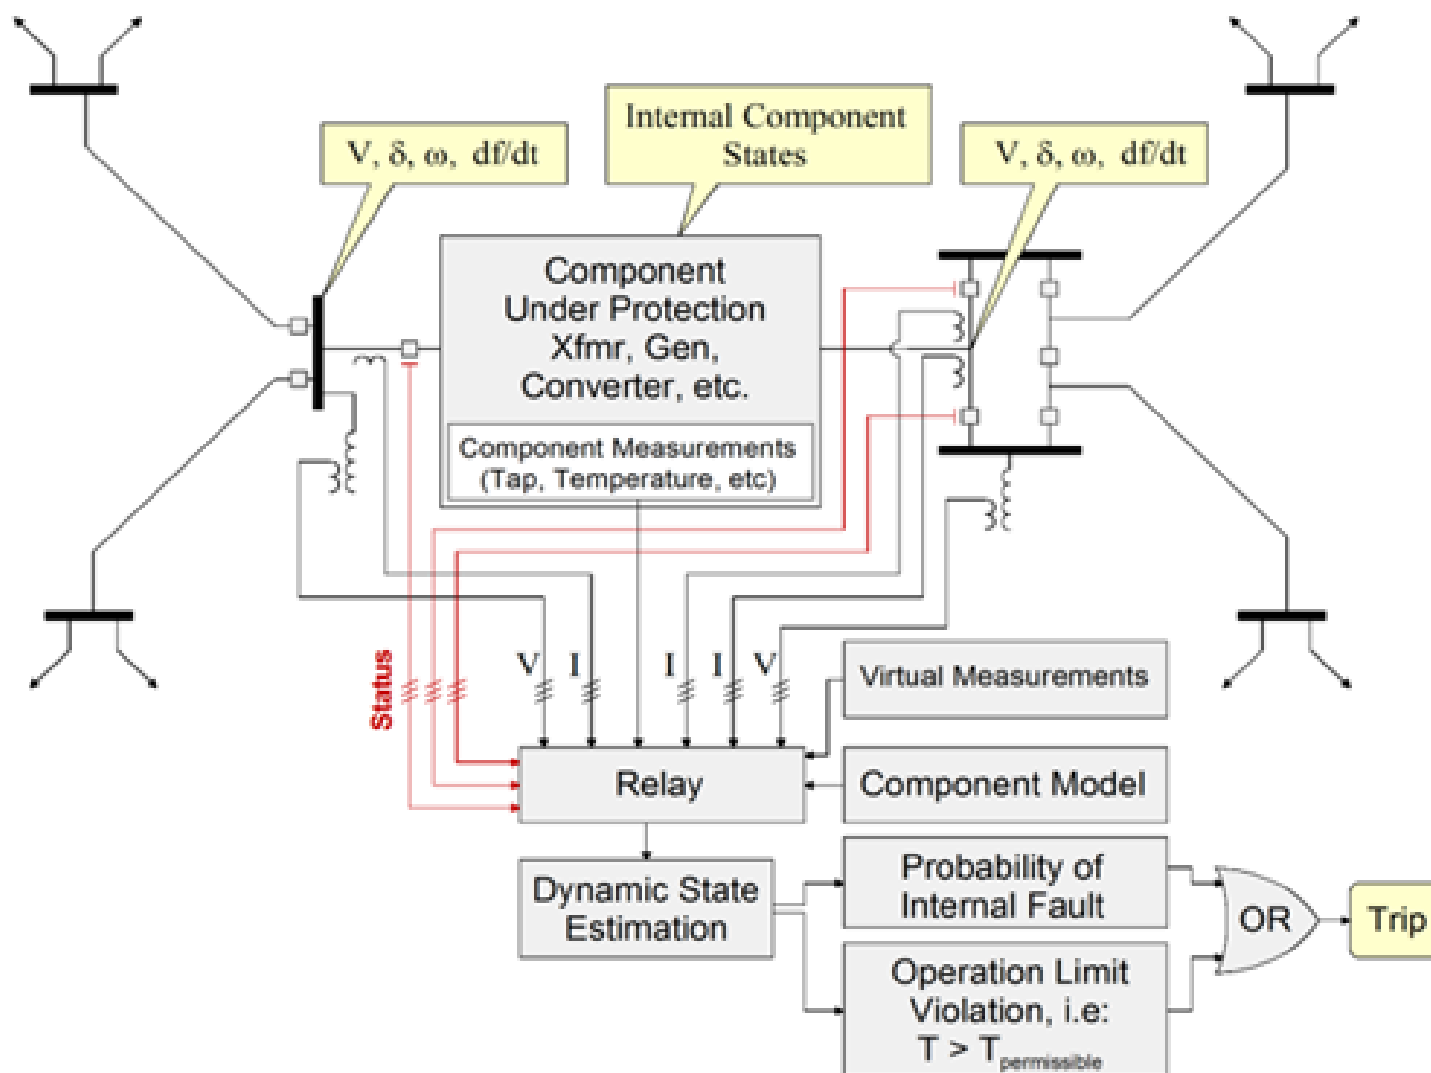 Internal Component
States
V, δ, ω, df/dt
V, δ, ω, df/dt
Component
Under Protection
Xfmr, Gen,
Converter, etc.
Component Measurements
(Tap, Temperature, etc)
Status
V
I
I
I
V
Virtual Measurements
Relay
Component Model
Dynamic State
Estimation
Probability of
Internal Fault
OR
Trip
Operation Limit
Violation, i.e:
T > Tpermissible